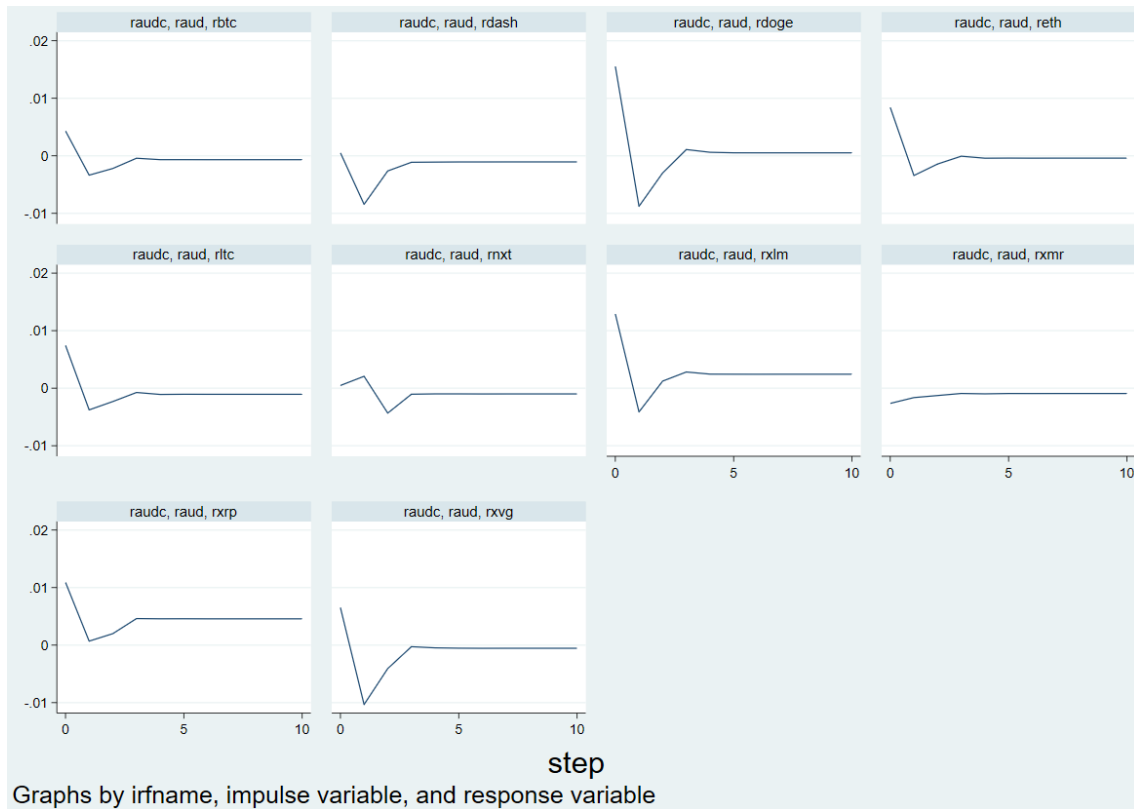 raudc, raud, rbtc
raudc, raud, rdash
raudc, raud, rdoge
raudc, raud, reth
.02
.01
0
-.01
raudc, raud, rltc
raudc, raud, rnxt
raudc, raud, rxlm
raudc, raud, rxmr
.02
.01
0
-.01
0 5 10
0 5 10
raudc, raud, rxrp
raudc, raud, rxvg
.02
.01
0
-.01
0 5 10
0 5 10
step
Graphs by irfname, impulse variable, and response variable